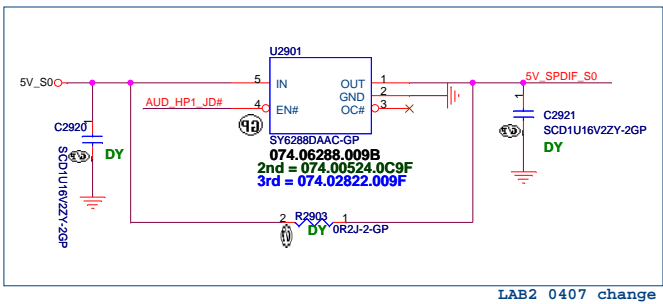 U2901
5V_S0
5
IN
OUT
1
5V_SPDIF_S0
GND
2
AUD_HP1_JD#
4
EN#
OC#
3
1
C2920
DY
SCD1U16V2ZY-2GP
SY6288DAAC-GP
074.06288.009B
2nd = 074.00524.0C9F
3rd = 074.02822.009F
1
C2921
SCD1U16V2ZY-2GP
DY
2
R2903
1
DY
0R2J-2-GP
LAB2 0407 change